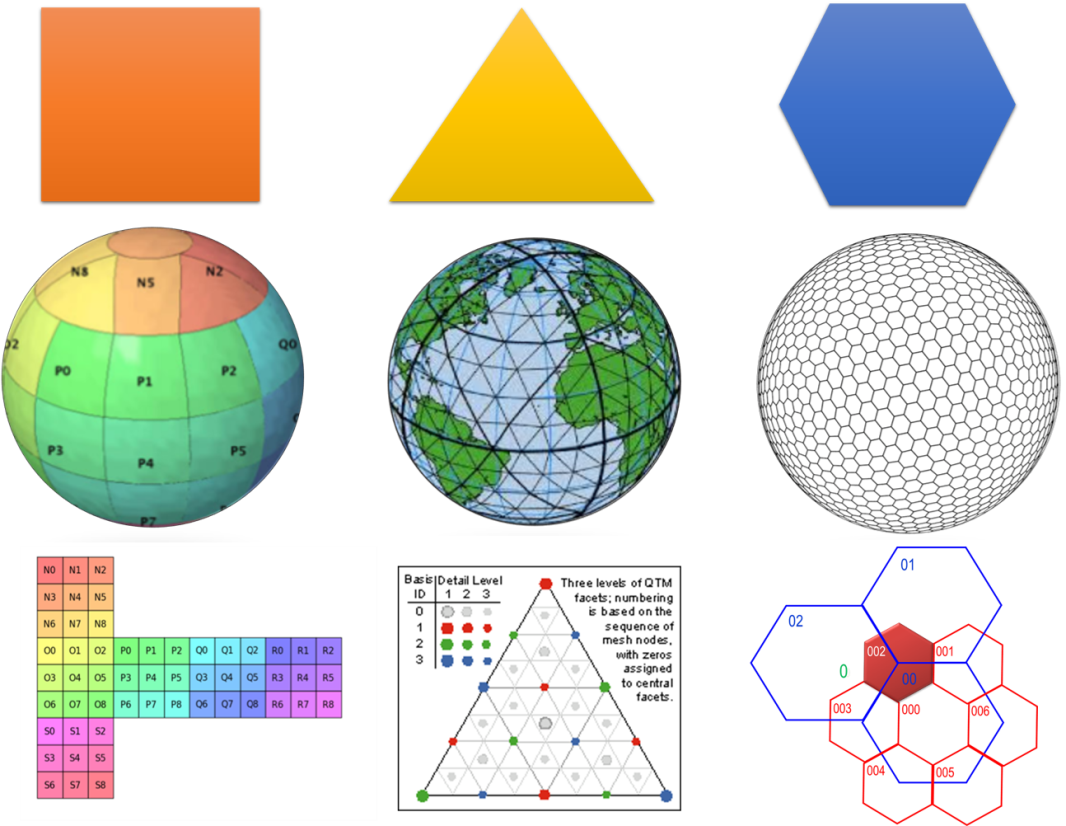 N8 N5 N2
O2 P0 P1 P2 Q0
P3 P4 P5
P7
N0 N1 N2
N3 N4 N5
N6 N7 N8
O0 O1 O2 P0 P1 P2 Q0 Q1 Q2 R0 R1 R2
O3 O4 O5 P3 P4 P5 Q3 Q4 Q5 R3 R4 R5
O6 O7 O8 P6 P7 P8 Q6 Q7 Q8 R6 R7 R8
S0 S1 S2
S3 S4 S5
S6 S7 S8
Basis Detail Level
ID 1 2 3
0
1
2
3
Three levels of QTM
facets; numbering
is based on the
sequence of
mesh nodes,
with zeros
assigned
to central
facets.
01
02
002 001
0 00
003 000 006
004 005